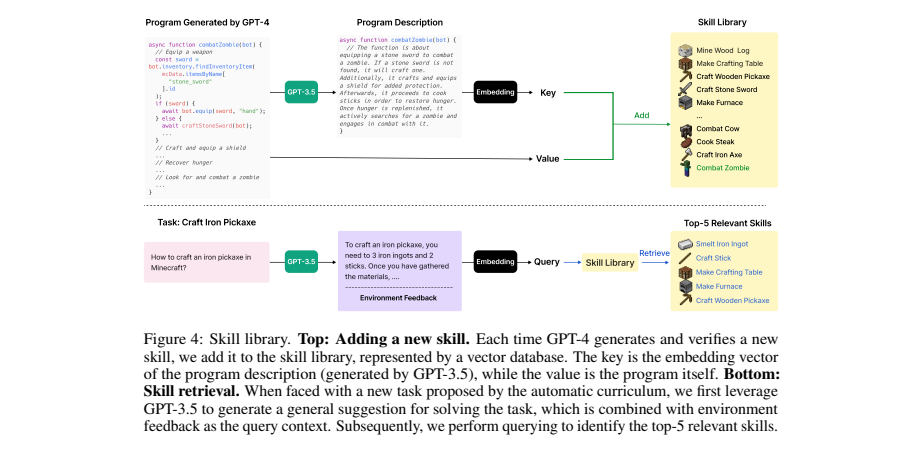 Program Generated by GPT-4
async function combatZombie(bot) {
// Equip a weapon
const sword =
bot.inventory.findInventoryItem(
mcData.itemsByName[
"stone_sword"
].id
);
if (sword) {
await bot.equip(sword, "hand");
} else {
await craftStoneSword(bot);
...
}
// Craft and equip a shield
...
// Recover hunger
...
// Look for and combat a zombie
...
}
GPT-3.5
Program Description
async function combatZombie(bot) {
// The function is about
equipping a stone sword to combat
a zombie. If a stone sword is not
found, it will craft one.
Additionally, it crafts and equips
a shield for added protection.
Afterwards, it proceeds to cook
sticks in order to restore hunger.
Once hunger is replenished, it
actively searches for a zombie and
engages in combat with it.
}
Embedding
Key
Value
Add
Skill Library
Mine Wood Log
Make Crafting Table
Craft Wooden Pickaxe
Craft Stone Sword
Make Furnace
...
Combat Cow
Cook Steak
Craft Iron Axe
Combat Zombie
Task: Craft Iron Pickaxe
How to craft an iron pickaxe in
Minecraft?
GPT-3.5
To craft an iron pickaxe, you
need to 3 iron ingots and 2
sticks. Once you have gathered
the materials, ....
Environment Feedback
Embedding
Query
Skill Library
Retrieve
Top-5 Relevant Skills
Smelt Iron Ingot
Craft Stick
Make Crafting Table
Make Furnace
Craft Wooden Pickaxe
Figure 4: Skill library. Top: Adding a new skill. Each time GPT-4 generates and verifies a new
skill, we add it to the skill library, represented by a vector database. The key is the embedding vector
of the program description (generated by GPT-3.5), while the value is the program itself. Bottom:
Skill retrieval. When faced with a new task proposed by the automatic curriculum, we first leverage
GPT-3.5 to generate a general suggestion for solving the task, which is combined with environment
feedback as the query context. Subsequently, we perform querying to identify the top-5 relevant skills.